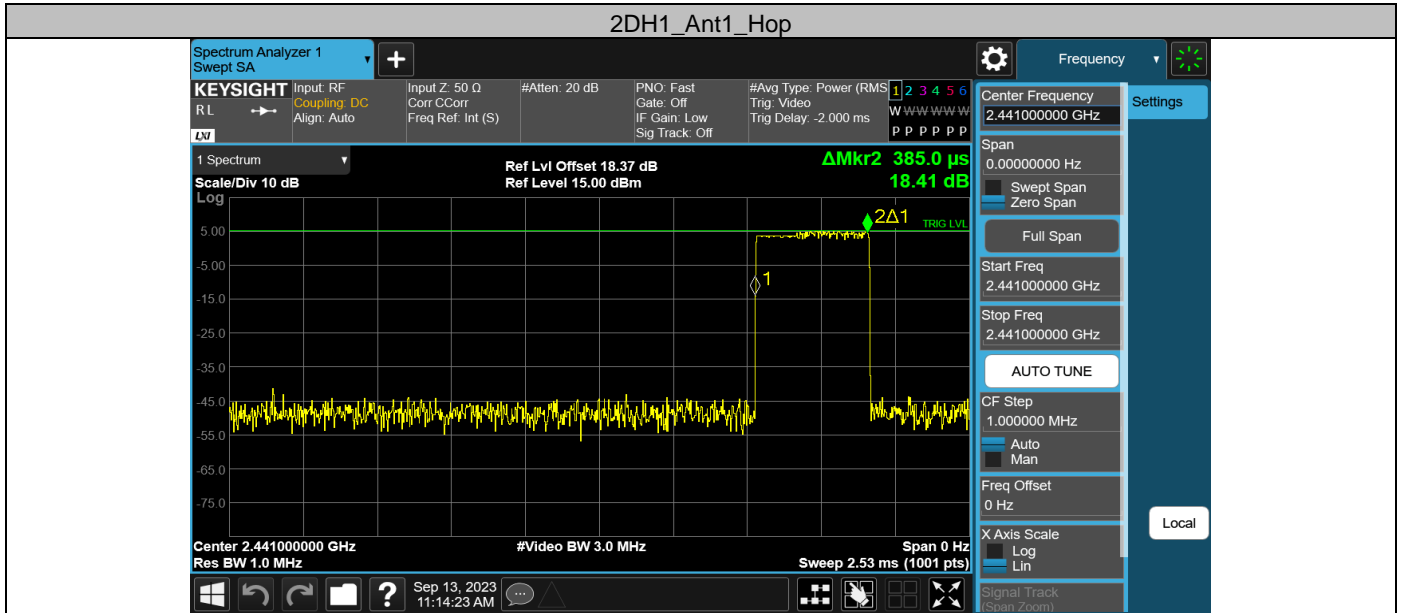 2DH1_Ant1_Hop
Spectrum Analyzer 1
Swept SA
+
Frequency
KEYSIGHT
RL
LXI
Input: RF
Coupling: DC
Align: Auto
Input Z: 50 Ω
Corr CCorr
Freq Ref: Int (S)
#Atten: 20 dB
PNO: Fast
Gate: Off
IF Gain: Low
Sig Track: Off
#Avg Type: Power (RMS
Trig: Video
Trig Delay: -2.000 ms
1 2 3 4 5 6
W W W W W W
P P P P P P
1 Spectrum
Scale/Div 10 dB
Log
Ref Lvl Offset 18.37 dB
Ref Level 15.00 dBm
ΔMkr2 385.0 µs
18.41 dB
2Δ1
TRIG LVL
1
5.00
-5.00
-15.0
-25.0
-35.0
-45.0
-55.0
-65.0
-75.0
Center 2.441000000 GHz
#Video BW 3.0 MHz
Span 0 Hz
Res BW 1.0 MHz
Sweep 2.53 ms (1001 pts)
Center Frequency
2.441000000 GHz
Settings
Span
0.00000000 Hz
Swept Span
Zero Span
Full Span
Start Freq
2.441000000 GHz
Stop Freq
2.441000000 GHz
AUTO TUNE
CF Step
1.000000 MHz
Auto
Man
Freq Offset
0 Hz
Local
X Axis Scale
Log
Lin
Signal Track
(Span Zoom)
?
Sep 13, 2023
11:14:23 AM